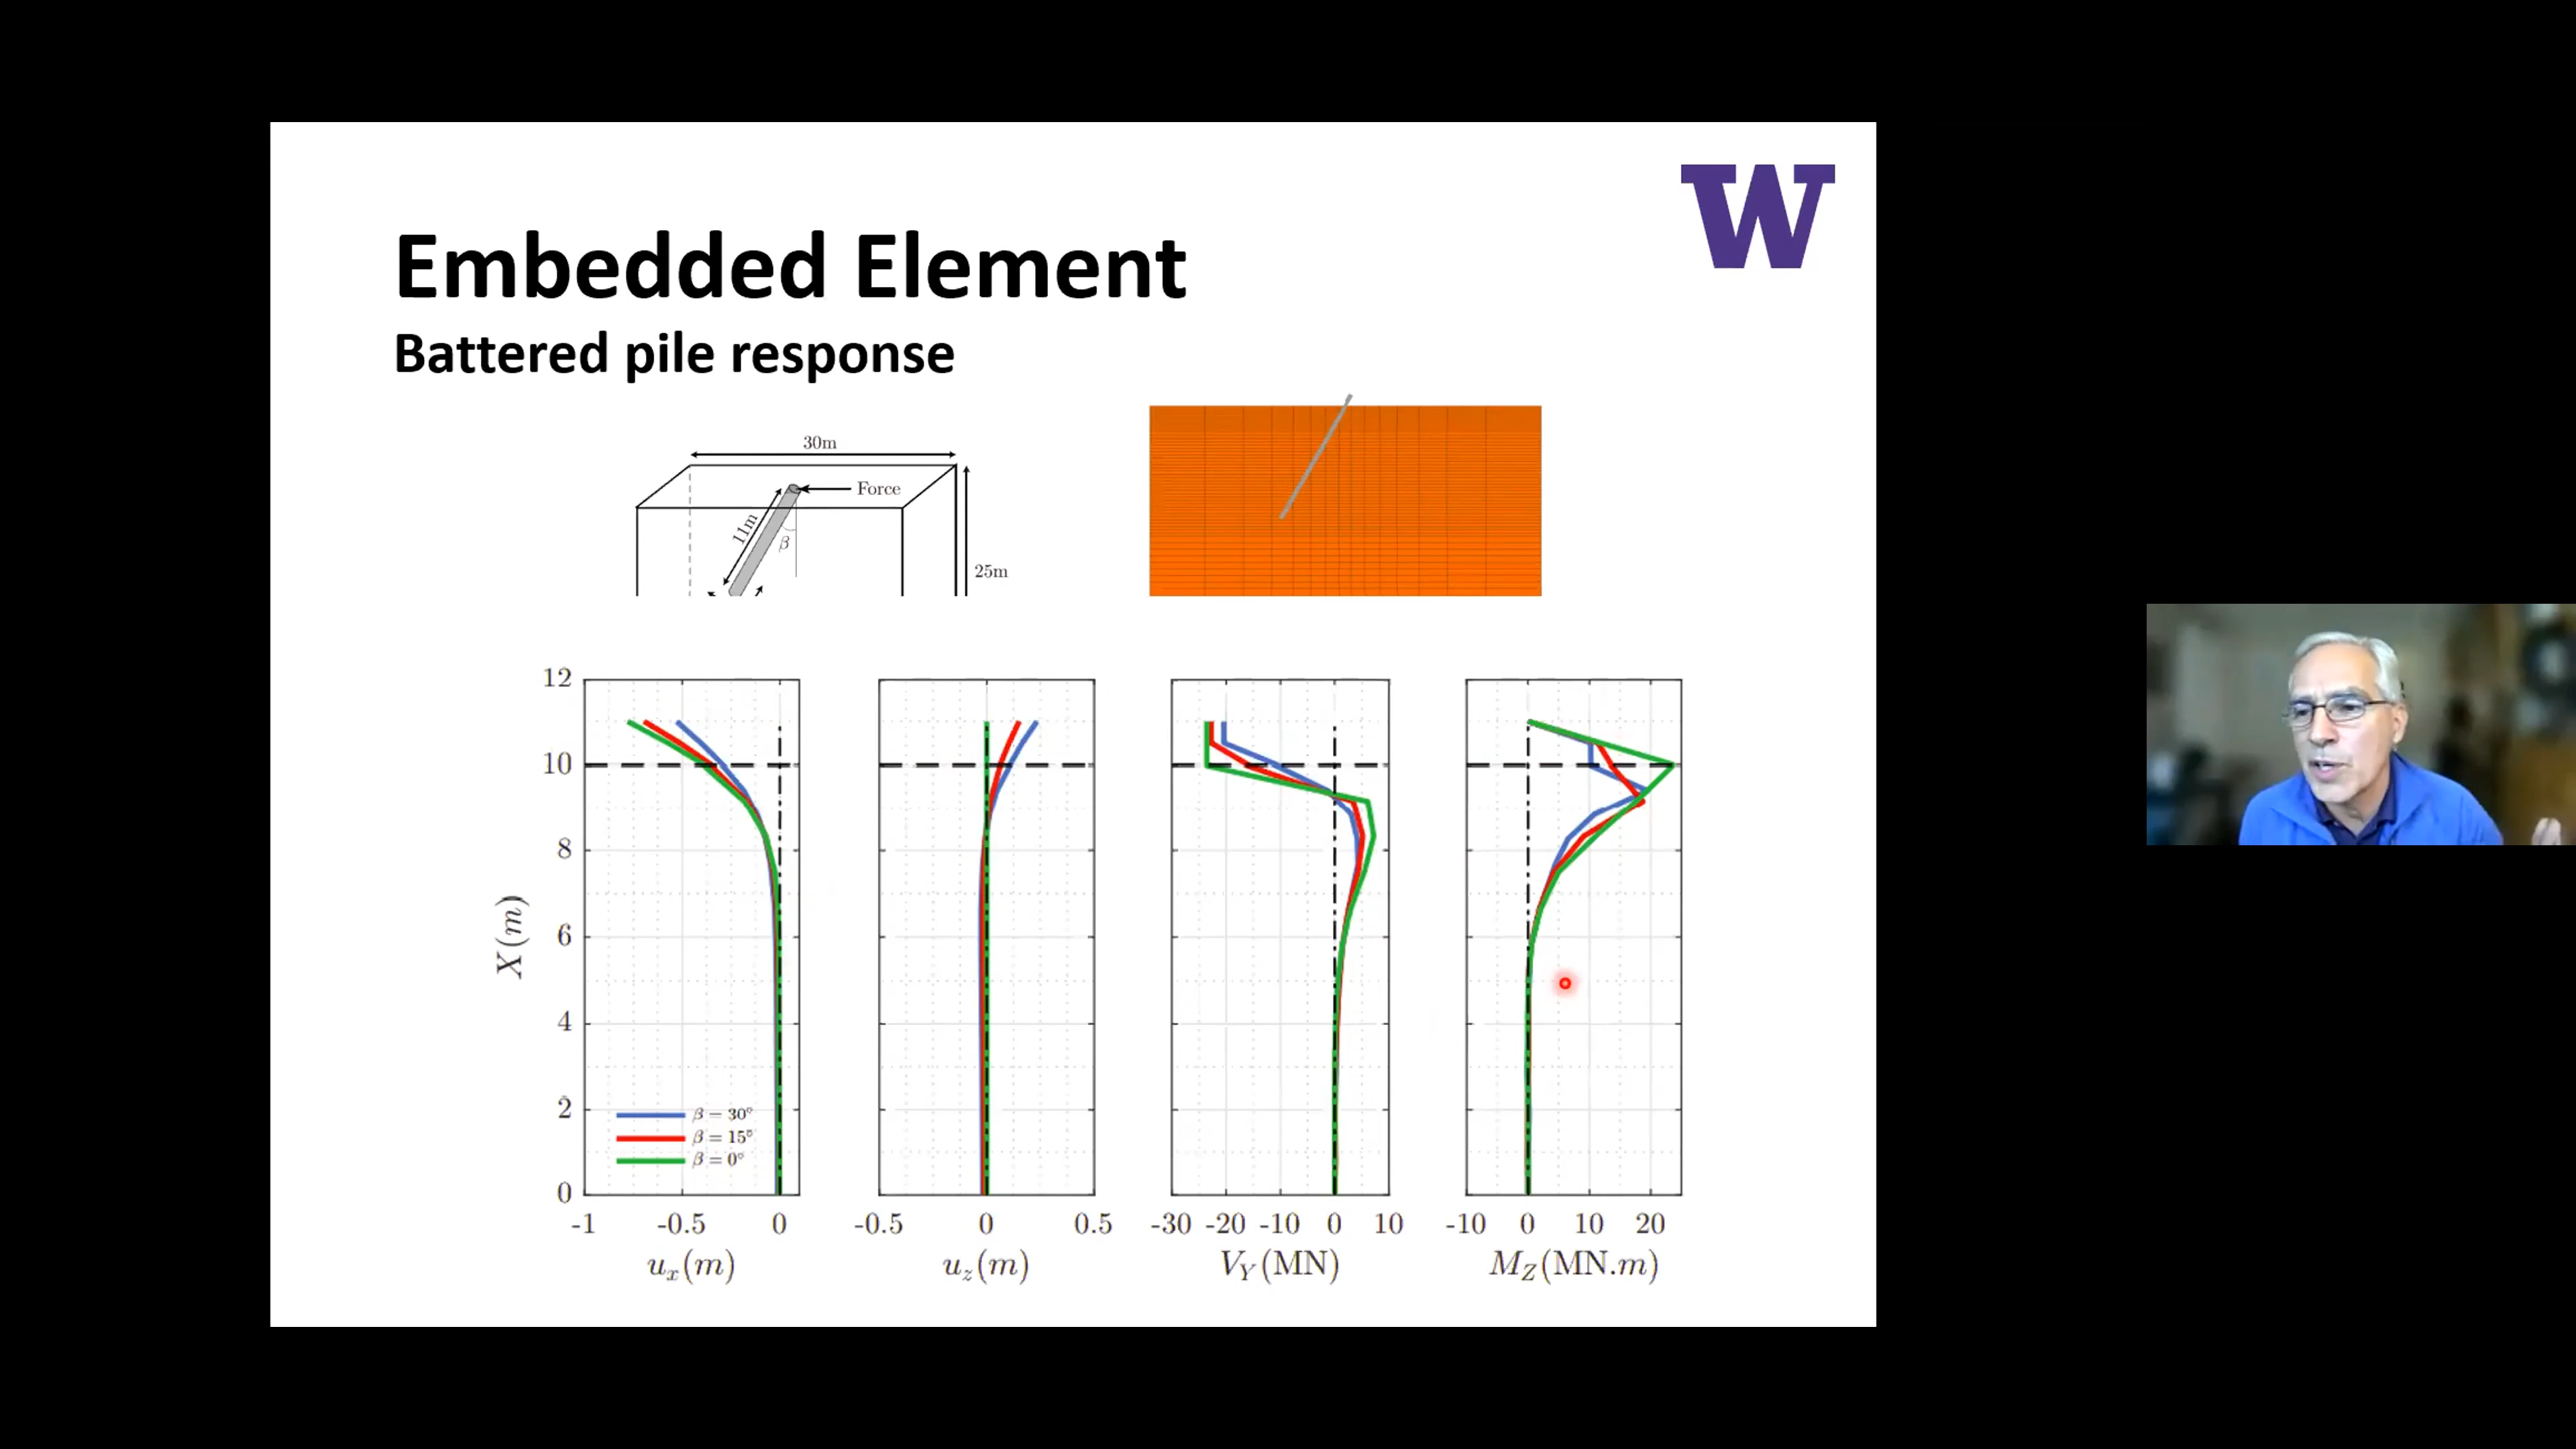 W
Embedded Element
Battered pile response
30m
Force
11m
β
25m
12
10
8
6
4
2
0
X(m)
β = 30°
β = 15°
β = 0°
-1 -0.5 0
-0.5 0 0.5
-30 -20 -10 0 10
-10 0 10 20
u_x(m)
u_z(m)
V_Y(MN)
M_Z(MN.m)